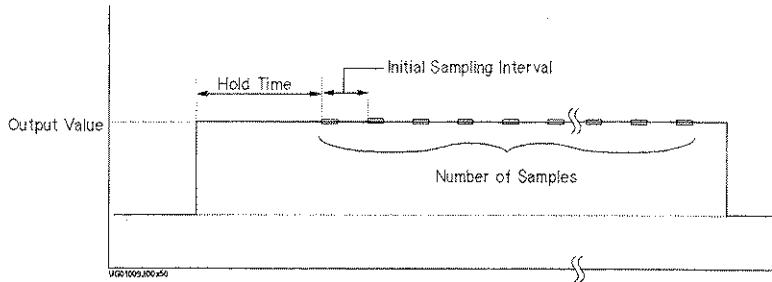 Initial Sampling Interval
Hold Time
Output Value
Number of Samples